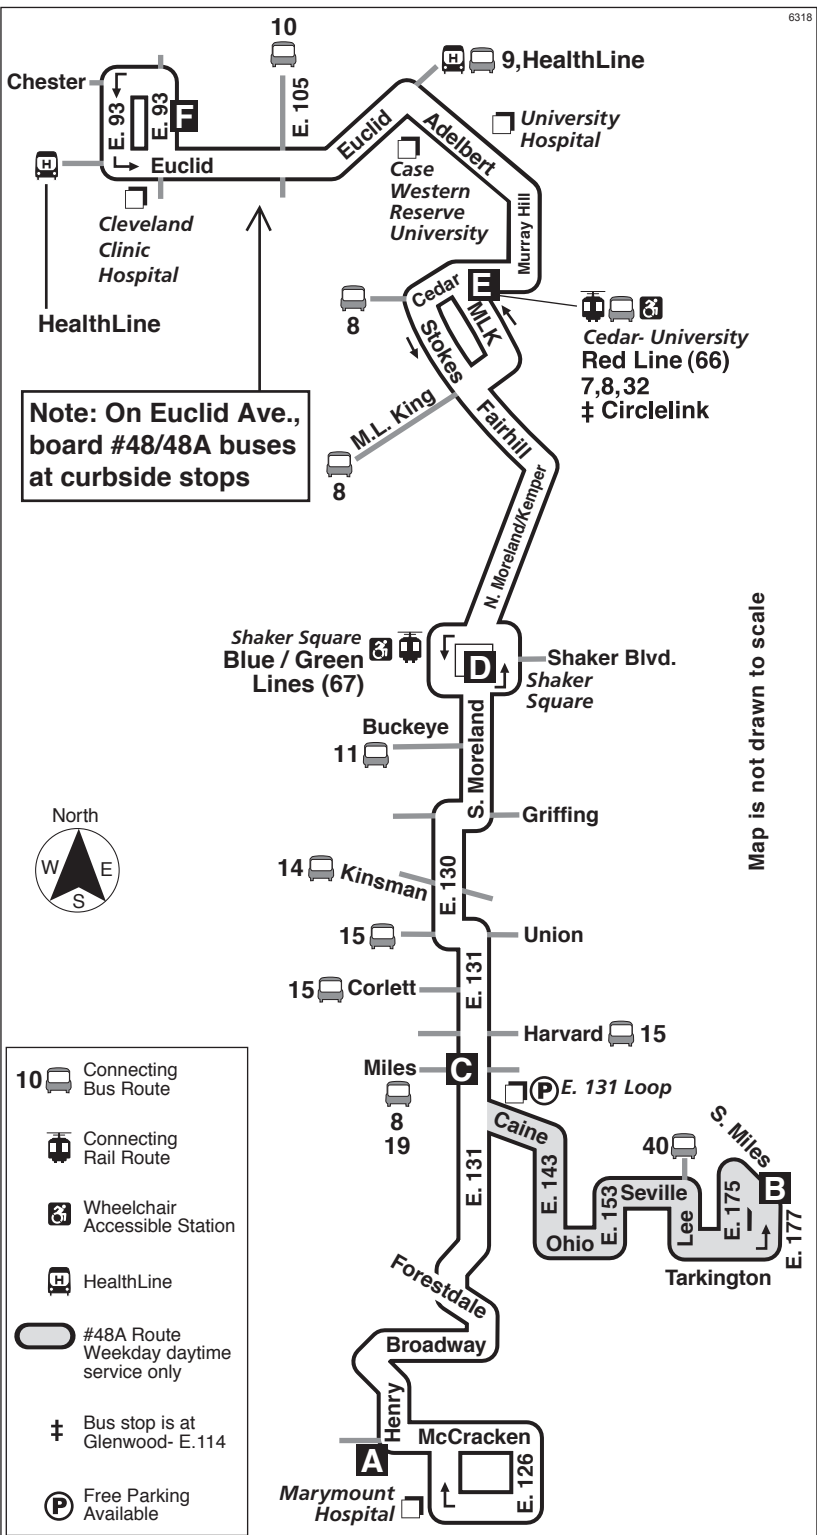 6318
10
9,HealthLine
Chester
E. 93
E. 93
F
E. 105
Euclid
Adelbert
University
Hospital
H
H
Euclid
Case
Western
Reserve
University
Murray Hill
Cleveland
Clinic
Hospital
HealthLine
Cedar
E
8
MLK
Stokes
Cedar- University
Red Line (66)
7,8,32
‡ Circlelink
Note: On Euclid Ave.,
board #48/48A buses
at curbside stops
M.L. King
8
Fairhill
N. Moreland/Kemper
Shaker Square
Blue / Green
Lines (67)
D
Shaker Blvd.
Shaker
Square
Map is not drawn to scale
Buckeye
11
S. Moreland
Griffing
North
W
E
S
14
Kinsman
E. 130
15
Union
15
Corlett
E. 131
Harvard
15
Miles
C
8
19
P
E. 131 Loop
Caine
E. 143
Ohio
E. 153
40
Seville
Lee
E. 175
S. Miles
B
E. 177
Tarkington
E. 131
Forestdale
Broadway
Henry
A
McCracken
E. 126
Marymount
Hospital
10
Connecting
Bus Route
Connecting
Rail Route
Wheelchair
Accessible Station
H
HealthLine
#48A Route
Weekday daytime
service only
‡
Bus stop is at
Glenwood- E.114
P
Free Parking
Available